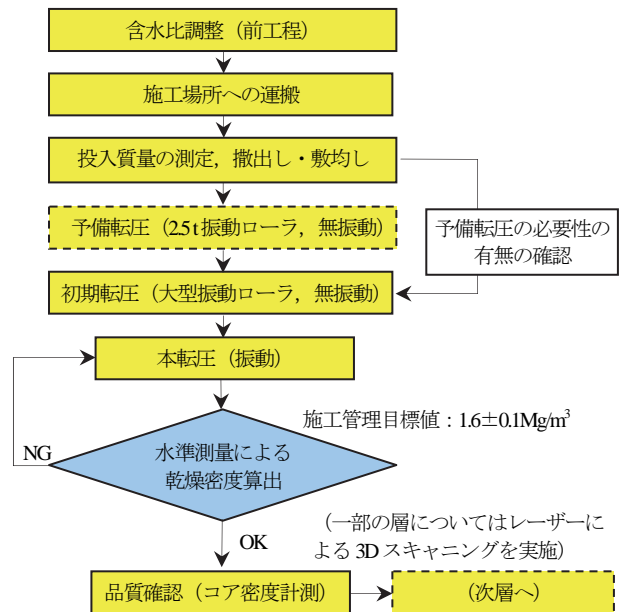 含水比調整（前工程）
施工場所への運搬
投入質量の測定，撒出し・敷均し
予備転圧（2.5t振動ローラ，無振動）
予備転圧の必要性の
有無の確認
初期転圧（大型振動ローラ，無振動）
本転圧（振動）
施工管理目標値：1.6±0.1Mg/m³
NG
水準測量による
乾燥密度算出
OK
（一部の層についてはレーザーに
よる 3D スキャニングを実施）
品質確認（コア密度計測）
（次層へ）